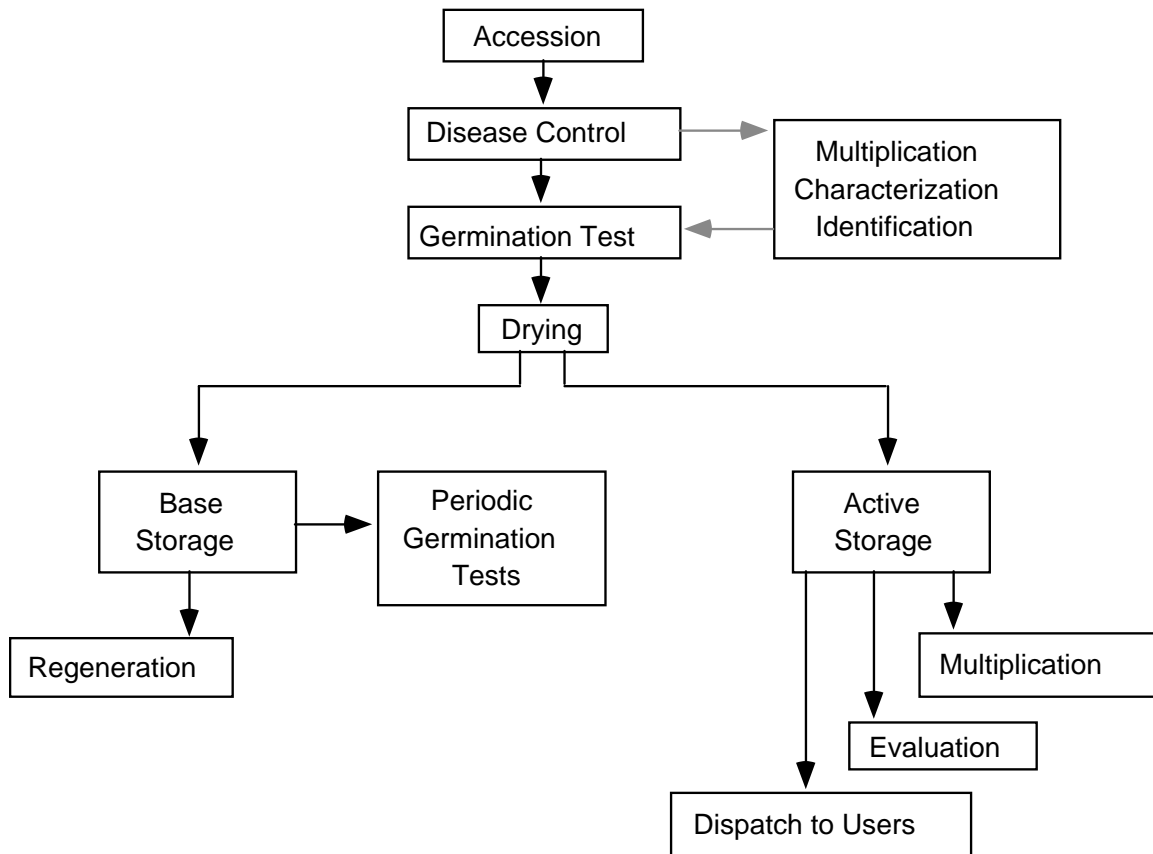 Accession
Disease Control
Multiplication
Characterization
Identification
Germination Test
Drying
Base
Storage
Periodic
Germination
Tests
Active
Storage
Regeneration
Multiplication
Evaluation
Dispatch to Users